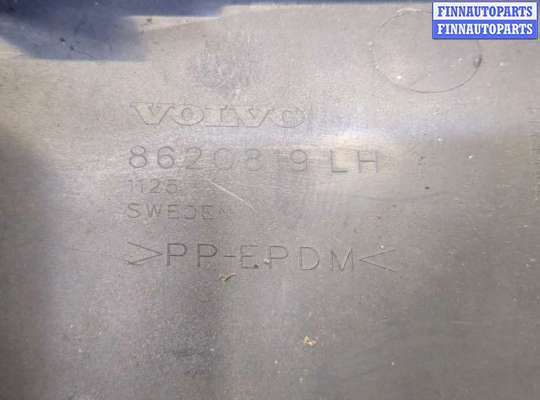 FINNAUTOPARTS
FINNAUTOPARTS
VOLVO
8620819 LH
1125
SWEDEN
>PP-EPDM<